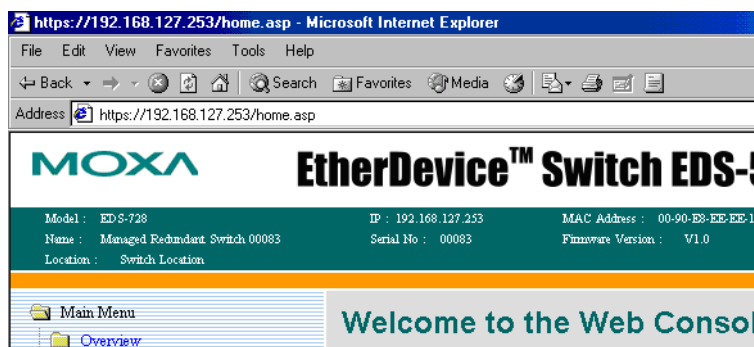 https://192.168.127.253/home.asp - Microsoft Internet Explorer
File Edit View Favorites Tools Help
Back Search Favorites Media
Address https://192.168.127.253/home.asp
MOXA EtherDevice™ Switch EDS-
Model : EDS-728 IP : 192.168.127.253 MAC Address : 00-90-E8-EE-EE-1
Name : Managed Redundant Switch 00083 Serial No : 00083 Firmware Version : V1.0
Location : Switch Location
Main Menu
Welcome to the Web Consol
Overview